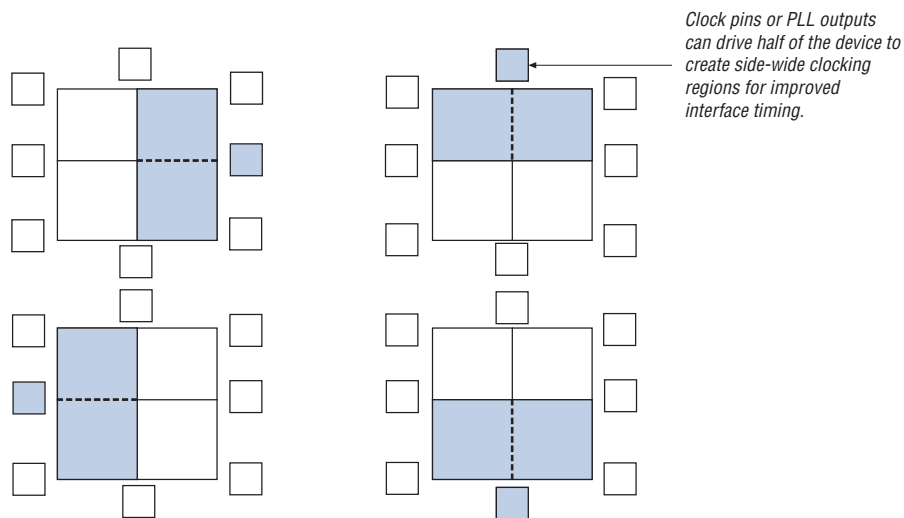 Clock pins or PLL outputs
can drive half of the device to
create side-wide clocking
regions for improved
interface timing.